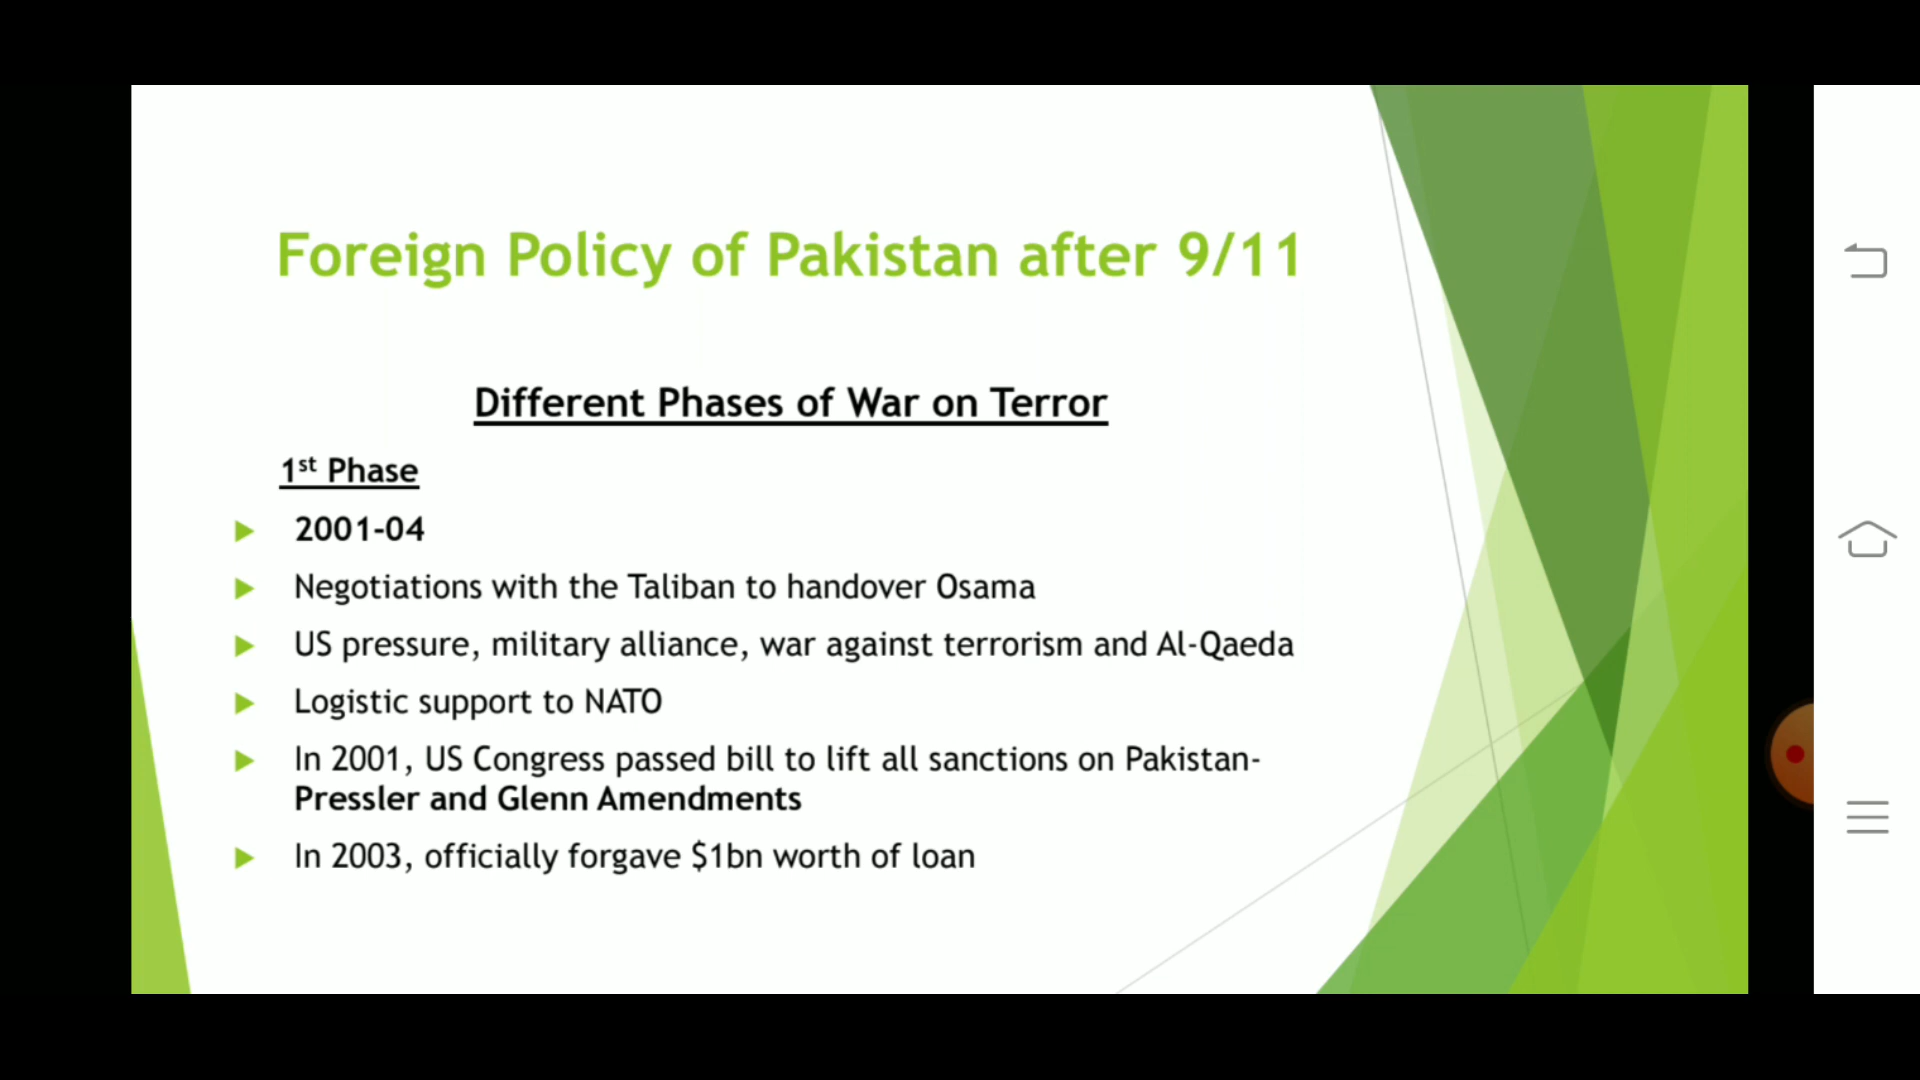 Foreign Policy of Pakistan after 9/11
Different Phases of War on Terror
1st Phase
2001-04
Negotiations with the Taliban to handover Osama
US pressure, military alliance, war against terrorism and Al-Qaeda
Logistic support to NATO
In 2001, US Congress passed bill to lift all sanctions on Pakistan-
Pressler and Glenn Amendments
In 2003, officially forgave $1bn worth of loan